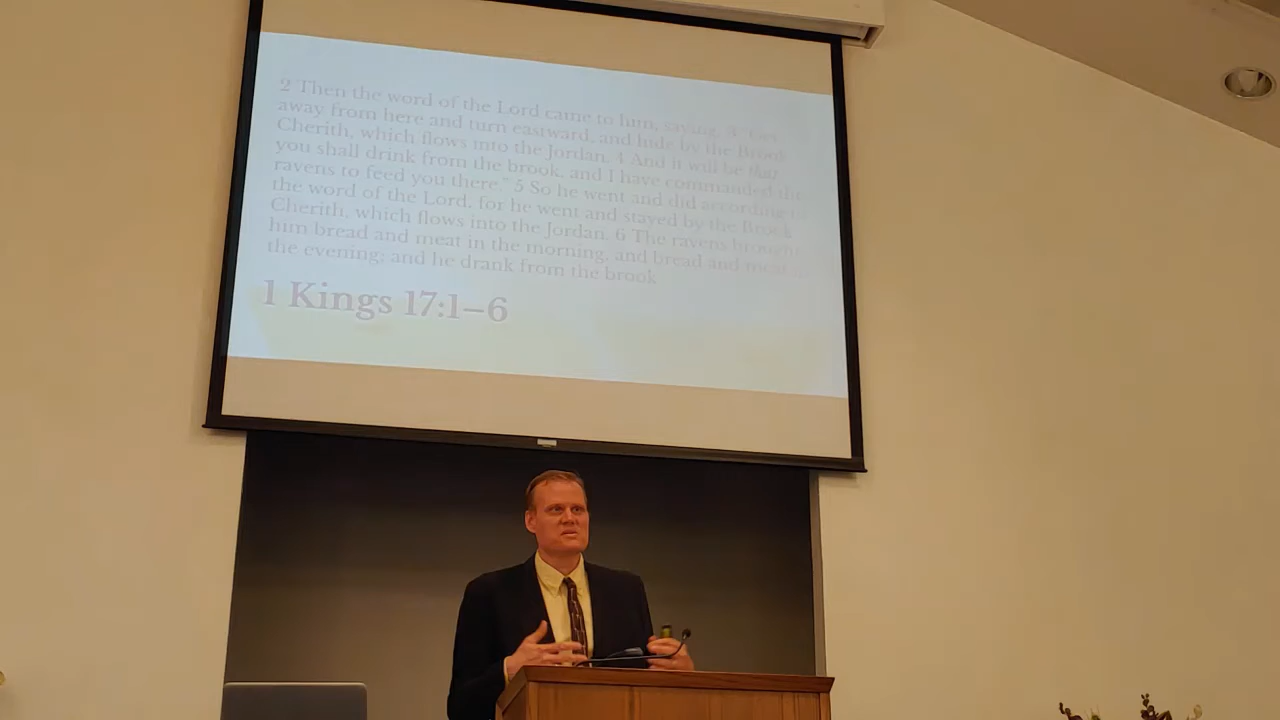 2 Then the word of the Lord came to him, saying, 3 "Get
away from here and turn eastward, and hide by the Brook
Cherith, which flows into the Jordan. 4 And it will be that
you shall drink from the brook, and I have commanded the
ravens to feed you there." 5 So he went and did according to
the word of the Lord, for he went and stayed by the Brook
Cherith, which flows into the Jordan. 6 The ravens brought
him bread and meat in the morning, and bread and meat in
the evening; and he drank from the brook
1 Kings 17:1–6